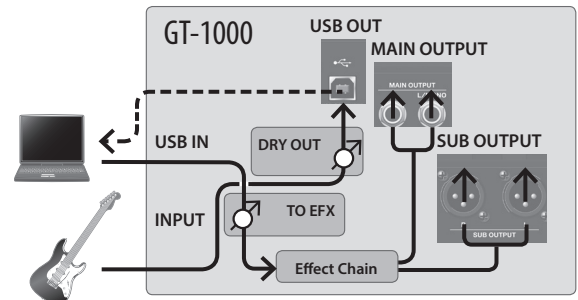 GT-1000
USB OUT
MAIN OUTPUT
MAIN OUTPUT
USB IN
DRY OUT
SUB OUTPUT
INPUT
TO EFX
SUB OUTPUT
Effect Chain